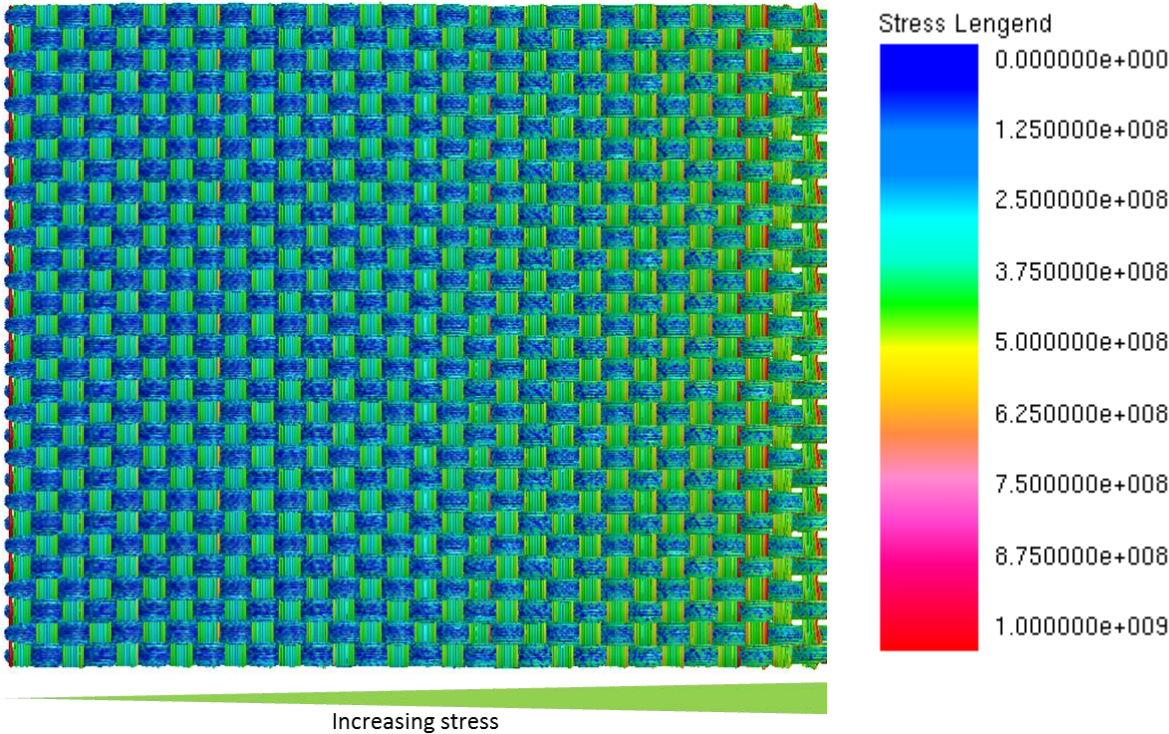 Stress Lengend
0.000000e+000
1.250000e+008
2.500000e+008
3.750000e+008
5.000000e+008
6.250000e+008
7.500000e+008
8.750000e+008
1.000000e+009
Increasing stress